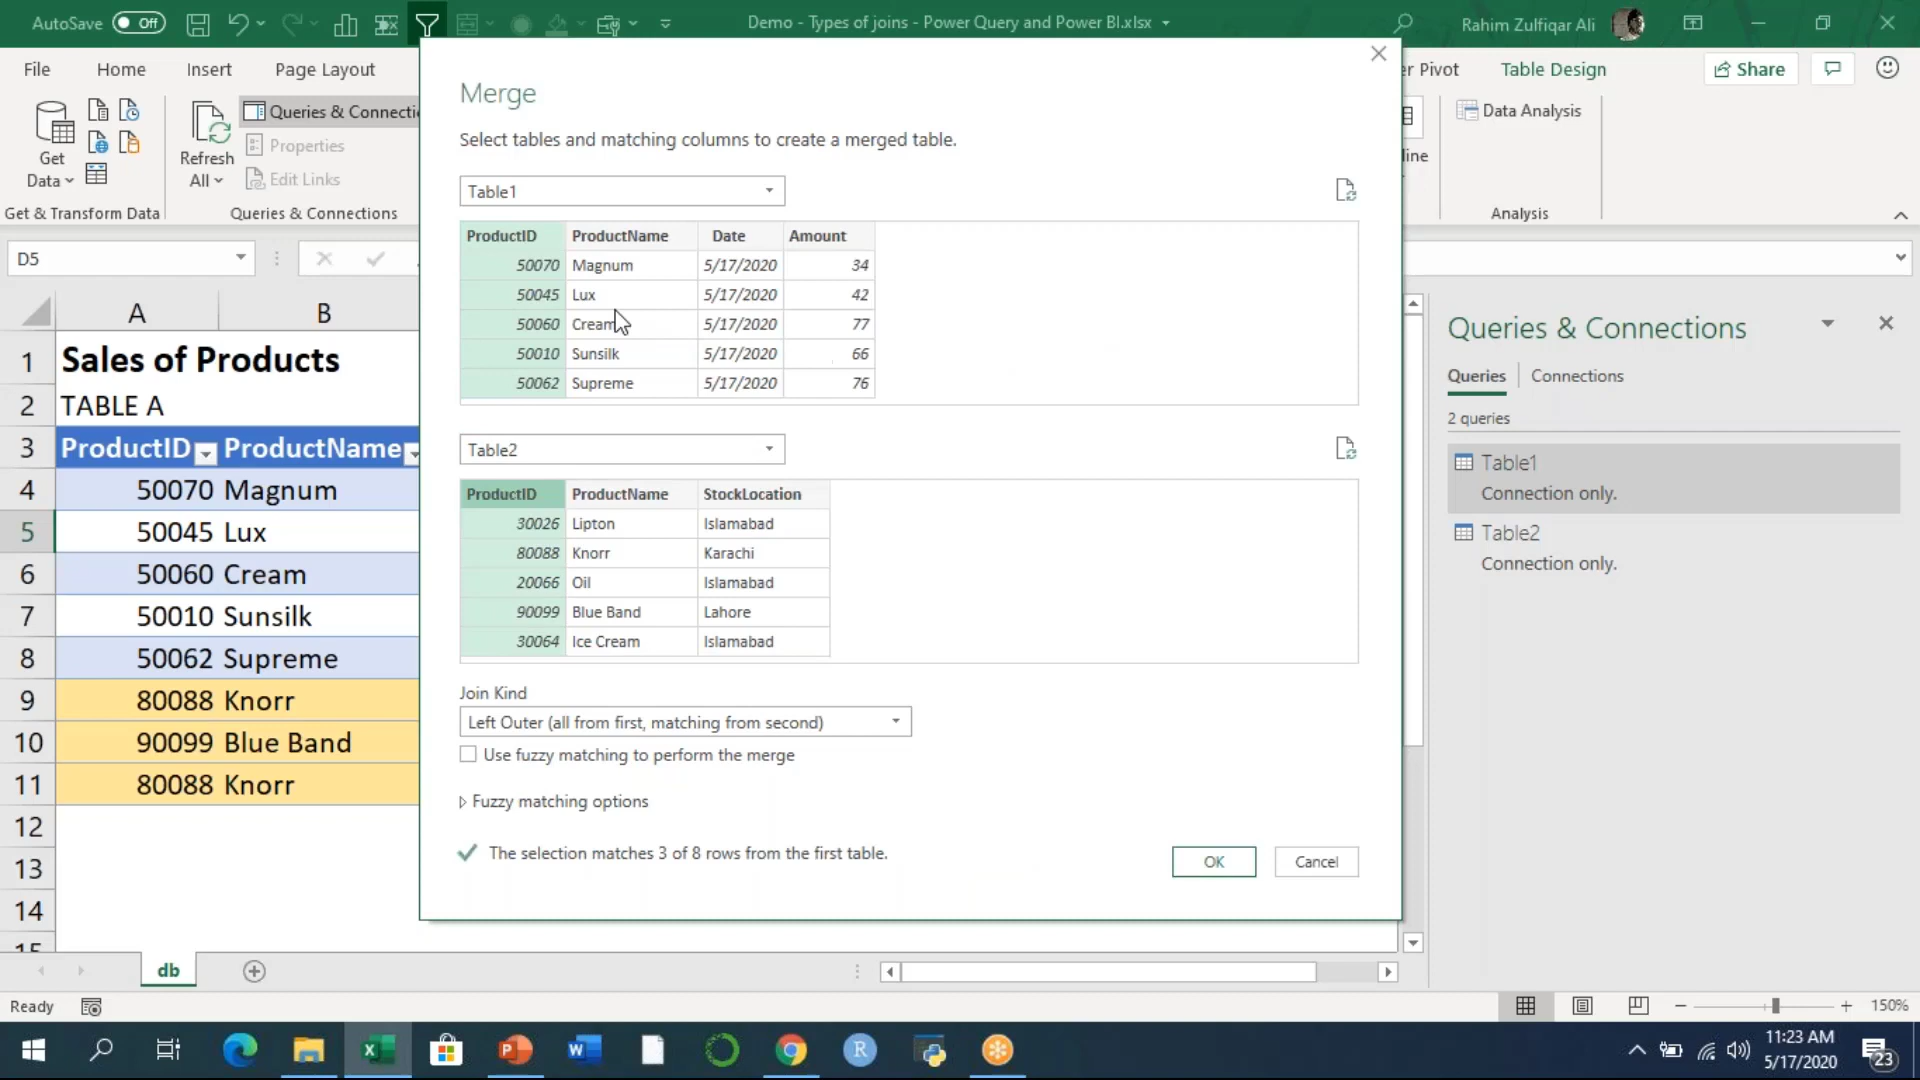 AutoSave Off Demo - Types of joins - Power Query and Power BI.xlsx Rahim Zulfiqar Ali
File Home Insert Page Layout er Pivot Table Design Share
Get Data
Refresh All
Queries & Connecti
Properties
Edit Links
Get & Transform Data
Queries & Connections
line
Data Analysis
Analysis
D5
A B
1 Sales of Products
2 TABLE A
3 ProductID ProductName
4 50070 Magnum
5 50045 Lux
6 50060 Cream
7 50010 Sunsilk
8 50062 Supreme
9 80088 Knorr
10 90099 Blue Band
11 80088 Knorr
12
13
14
15
Merge
Select tables and matching columns to create a merged table.
Table1
ProductID ProductName Date Amount
50070 Magnum 5/17/2020 34
50045 Lux 5/17/2020 42
50060 Cream 5/17/2020 77
50010 Sunsilk 5/17/2020 66
50062 Supreme 5/17/2020 76
Table2
ProductID ProductName StockLocation
30026 Lipton Islamabad
80088 Knorr Karachi
20066 Oil Islamabad
90099 Blue Band Lahore
30064 Ice Cream Islamabad
Join Kind
Left Outer (all from first, matching from second)
Use fuzzy matching to perform the merge
Fuzzy matching options
The selection matches 3 of 8 rows from the first table.
OK Cancel
Queries & Connections
Queries Connections
2 queries
Table1
Connection only.
Table2
Connection only.
db
Ready
150%
11:23 AM
5/17/2020
23